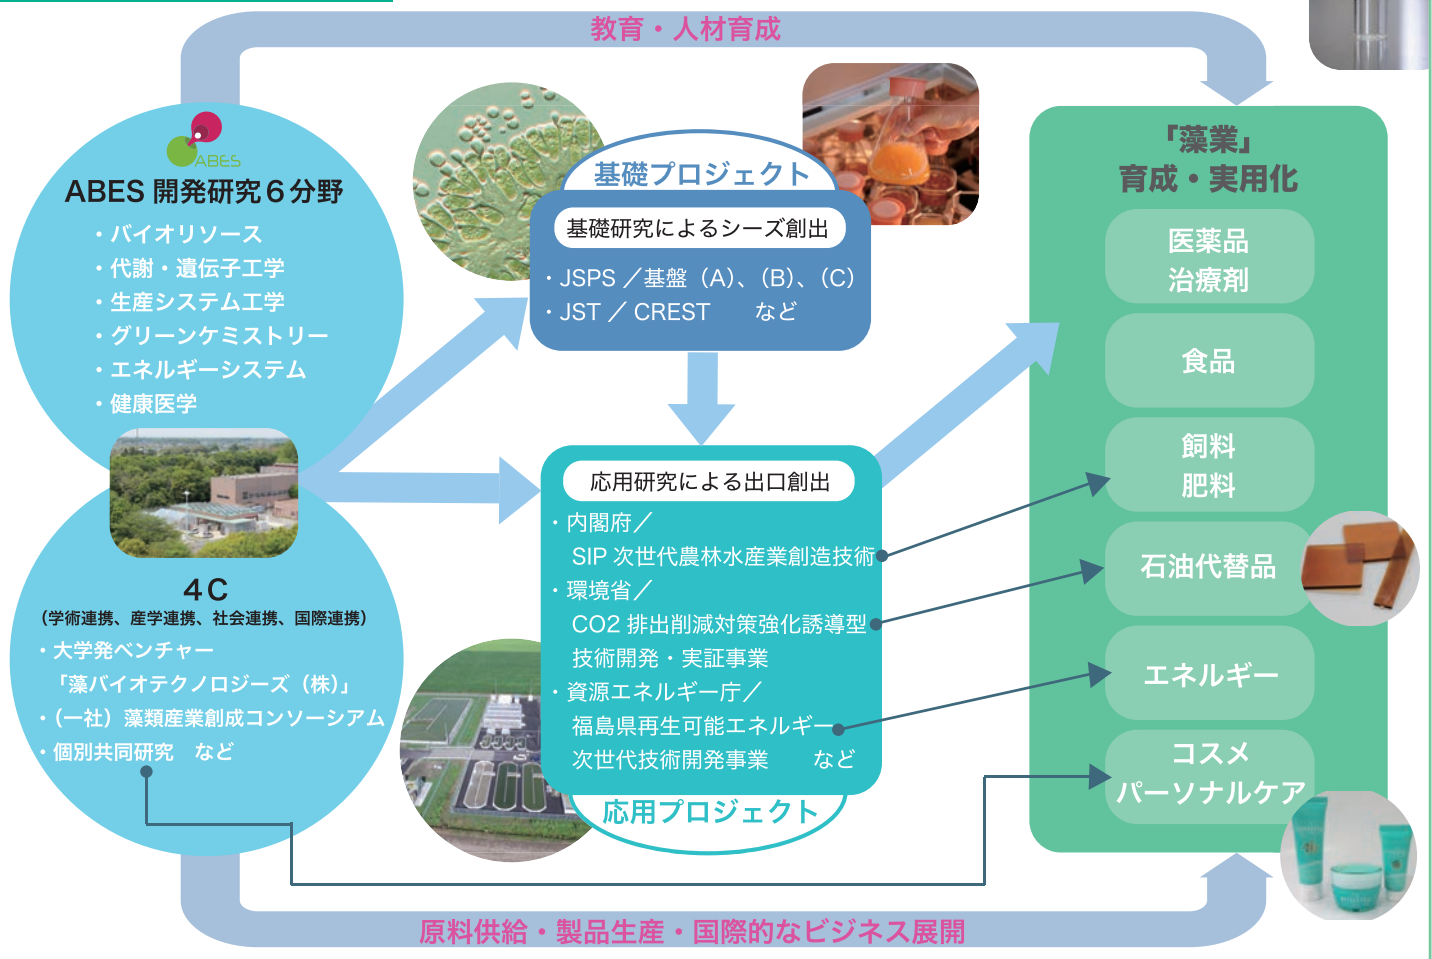 教育・人材育成
ABES
ABES 開発研究6分野
・バイオリソース
・代謝・遺伝子工学
・生産システム工学
・グリーンケミストリー
・エネルギーシステム
・健康医学
4C
(学術連携、産学連携、社会連携、国際連携)
・大学発ベンチャー
「藻バイオテクノロジーズ(株)」
・(一社)藻類産業創成コンソーシアム
・個別共同研究 など
基礎プロジェクト
基礎研究によるシーズ創出
・JSPS/基盤(A)、(B)、(C)
・JST/CREST など
応用研究による出口創出
・内閣府/
SIP 次世代農林水産業創造技術
・環境省/
CO2 排出削減対策強化誘導型
技術開発・実証事業
・資源エネルギー庁/
福島県再生可能エネルギー
次世代技術開発事業 など
応用プロジェクト
「藻業」
育成・実用化
医薬品
治療剤
食品
飼料
肥料
石油代替品
エネルギー
コスメ
パーソナルケア
原料供給・製品生産・国際的なビジネス展開